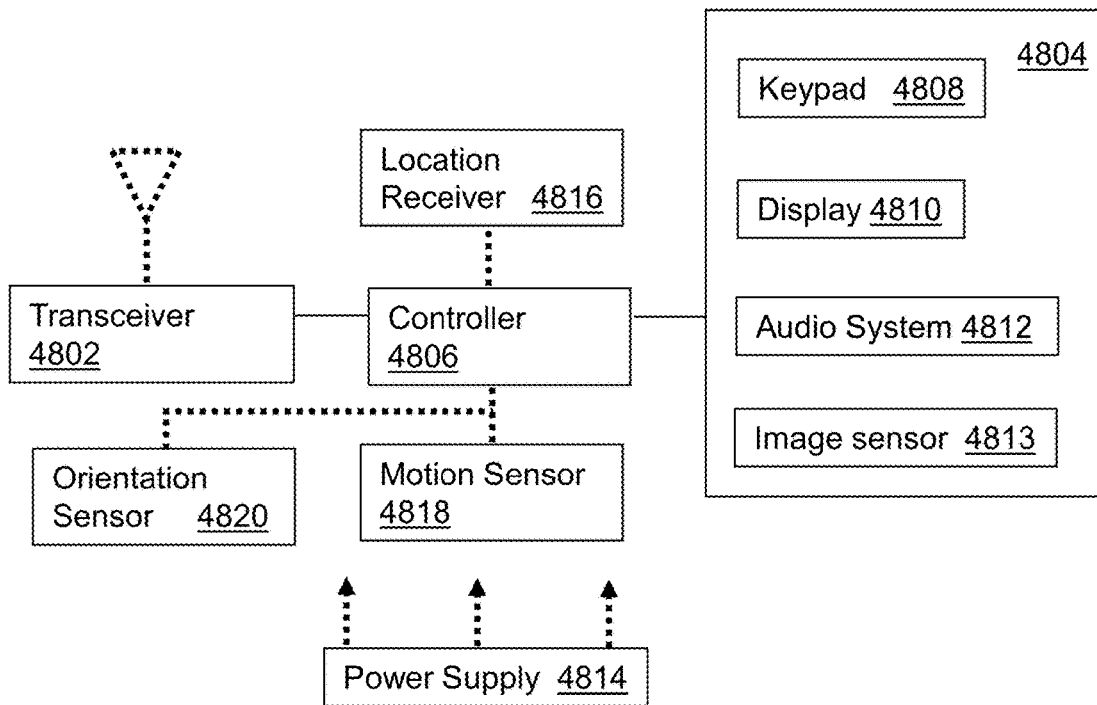 4804
Keypad 4808
Location
Receiver 4816
Display 4810
Transceiver
4802
Controller
4806
Audio System 4812
Image sensor 4813
Orientation
Sensor 4820
Motion Sensor
4818
Power Supply 4814